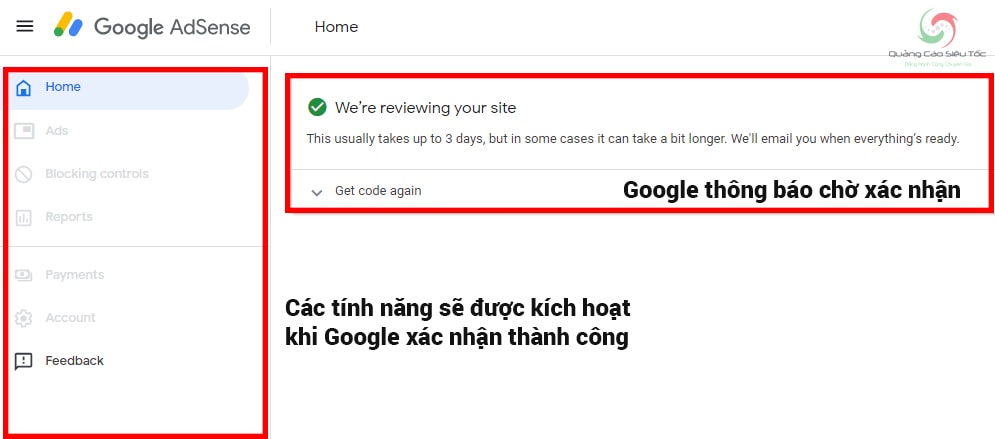 Google AdSense
Home
Quảng Cáo Siêu Tốc
Home
Ads
Blocking controls
Reports
Payments
Account
Feedback
We're reviewing your site
This usually takes up to 3 days, but in some cases it can take a bit longer. We'll email you when everything's ready.
Get code again
Google thông báo chờ xác nhận
Các tính năng sẽ được kích hoạt
khi Google xác nhận thành công